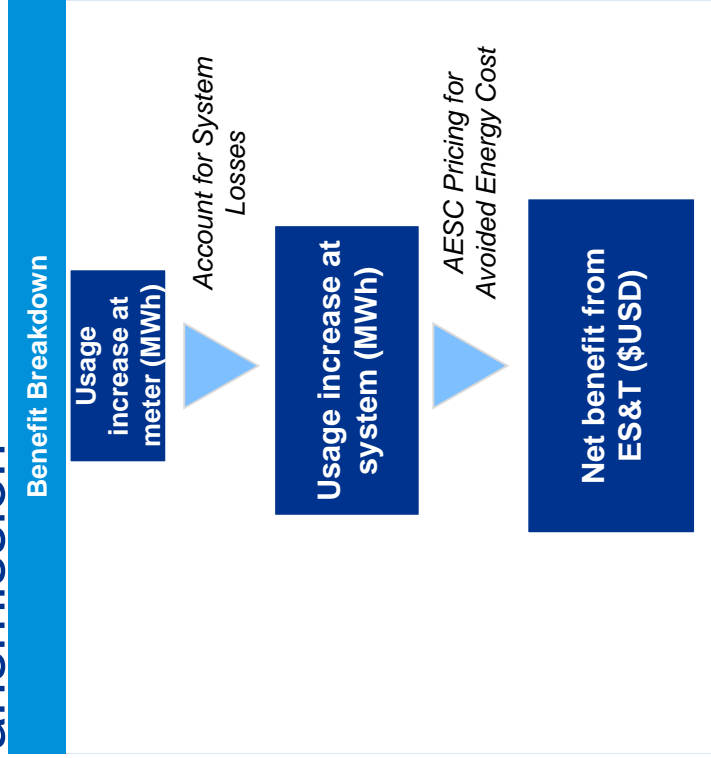 Benefit Breakdown
Usage
increase at
meter (MWh)
Account for System
Losses
Usage increase at
system (MWh)
AESC Pricing for
Avoided Energy Cost
Net benefit from
ES&T ($USD)